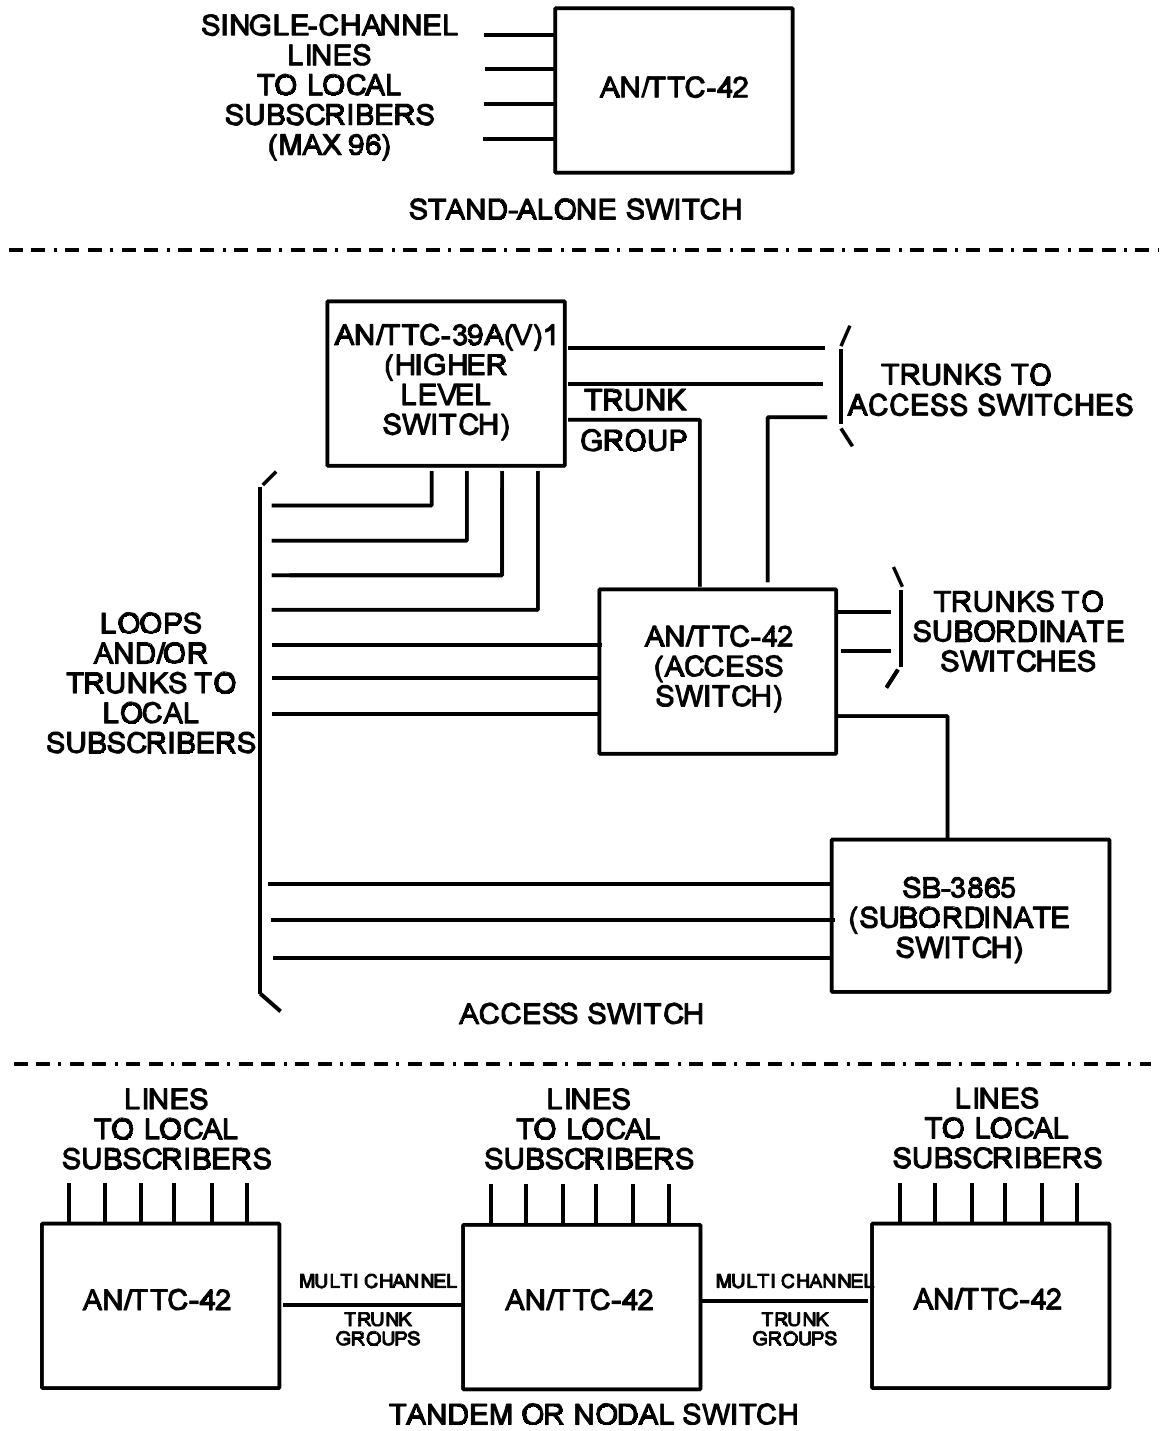 SINGLE-CHANNEL
LINES
TO LOCAL
SUBSCRIBERS
(MAX 96)
AN/TTC-42
STAND-ALONE SWITCH
AN/TTC-39A(V)1
(HIGHER
LEVEL
SWITCH)
TRUNK
GROUP
TRUNKS TO
ACCESS SWITCHES
LOOPS
AND/OR
TRUNKS TO
LOCAL
SUBSCRIBERS
AN/TTC-42
(ACCESS
SWITCH)
TRUNKS TO
SUBORDINATE
SWITCHES
SB-3865
(SUBORDINATE
SWITCH)
ACCESS SWITCH
LINES
TO LOCAL
SUBSCRIBERS
LINES
TO LOCAL
SUBSCRIBERS
LINES
TO LOCAL
SUBSCRIBERS
AN/TTC-42
MULTI CHANNEL
TRUNK
GROUPS
AN/TTC-42
MULTI CHANNEL
TRUNK
GROUPS
AN/TTC-42
TANDEM OR NODAL SWITCH